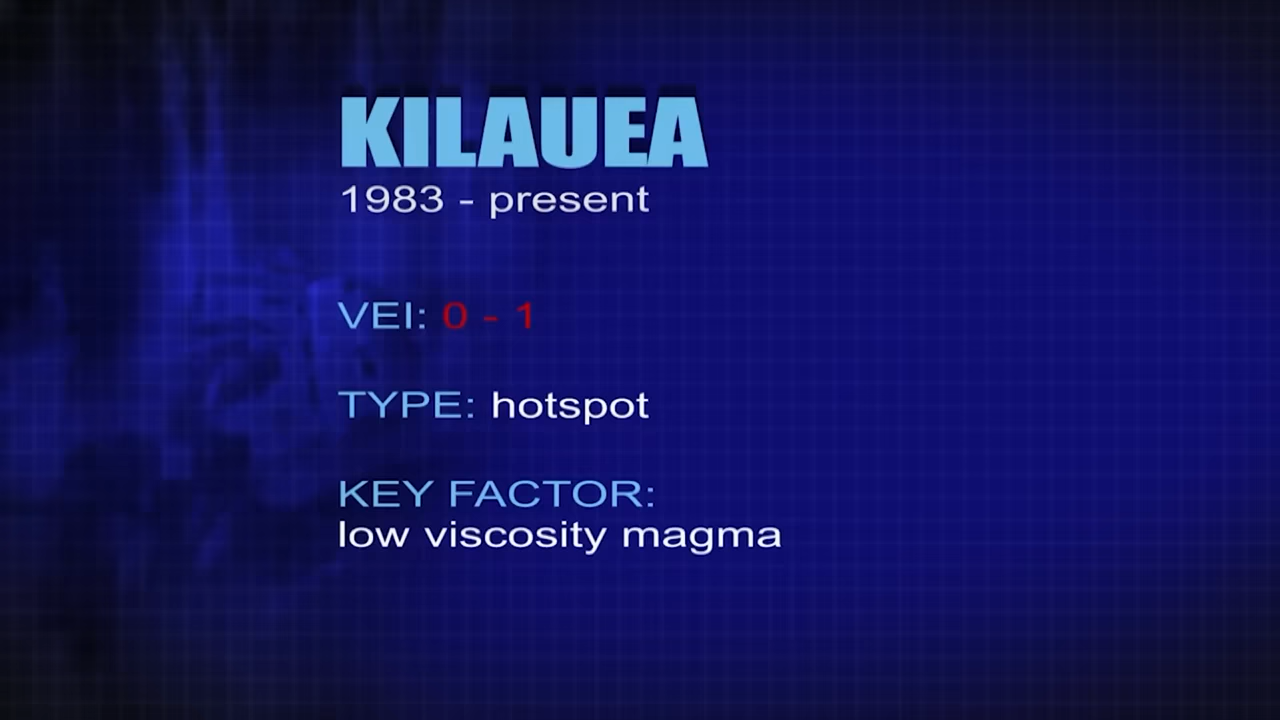 KILAUEA
1983 - present
VEI: 0 - 1
TYPE: hotspot
KEY FACTOR:
low viscosity magma